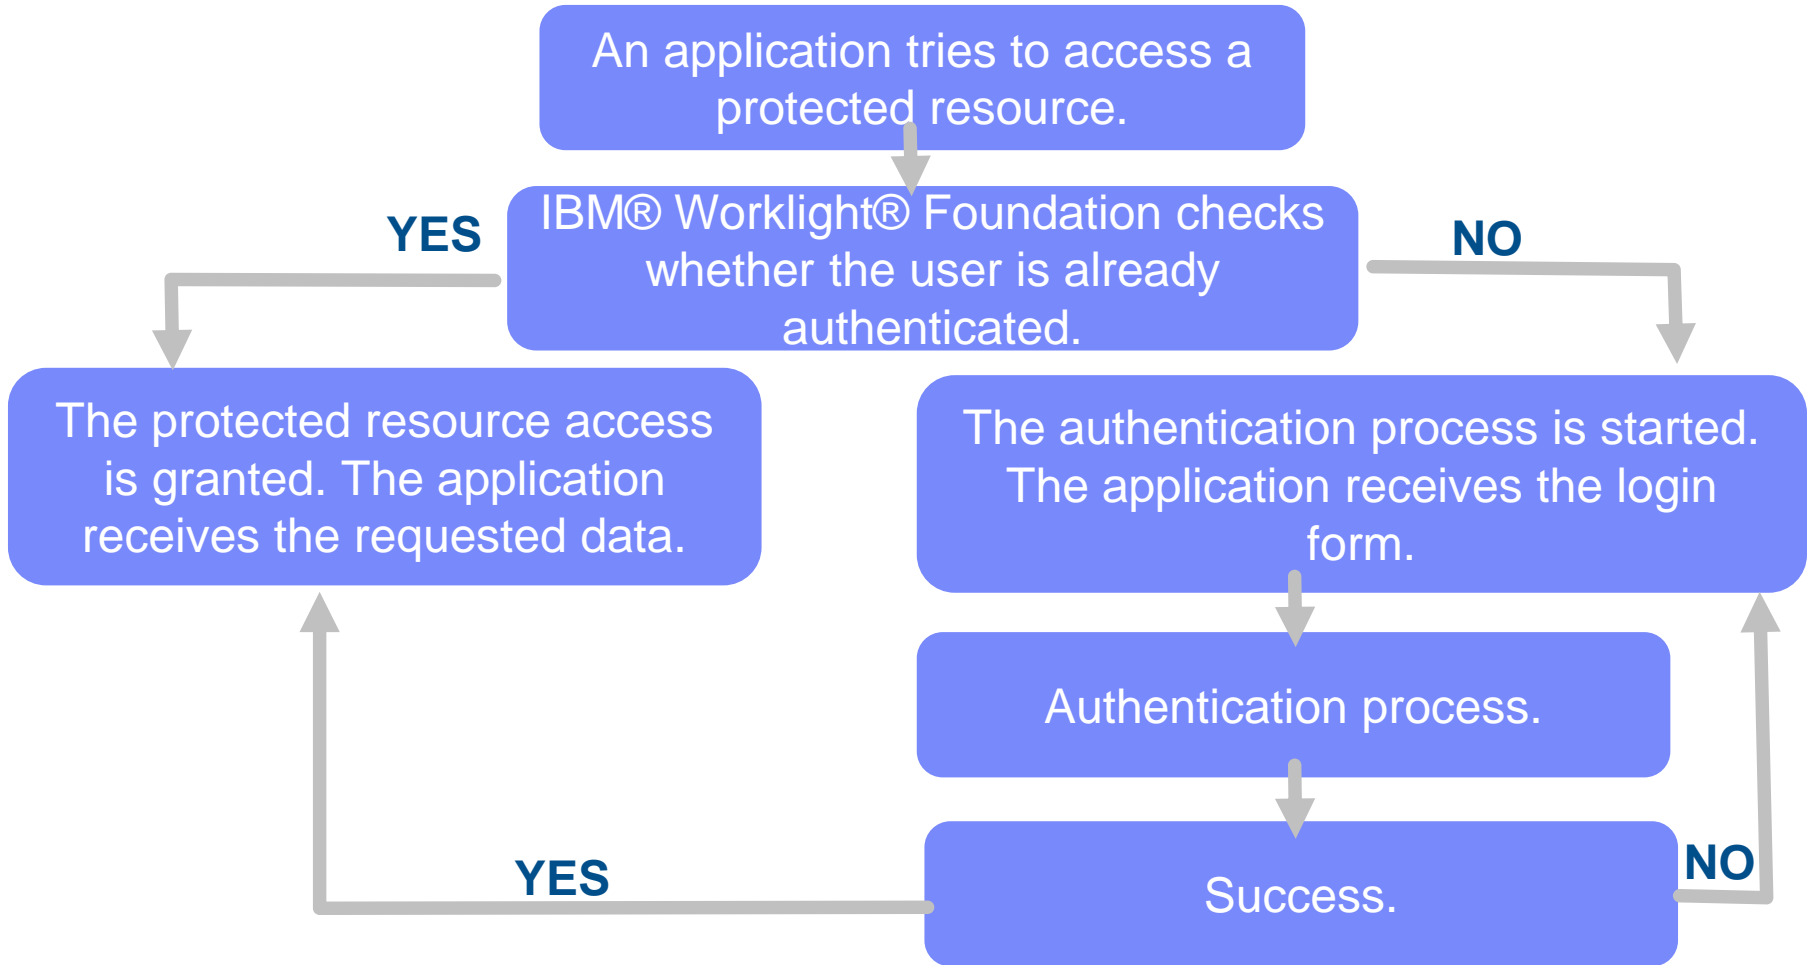 An application tries to access a
protected resource.
YES
IBM® Worklight® Foundation checks
whether the user is already
authenticated.
NO
The protected resource access
is granted. The application
receives the requested data.
The authentication process is started.
The application receives the login
form.
Authentication process.
YES
Success.
NO